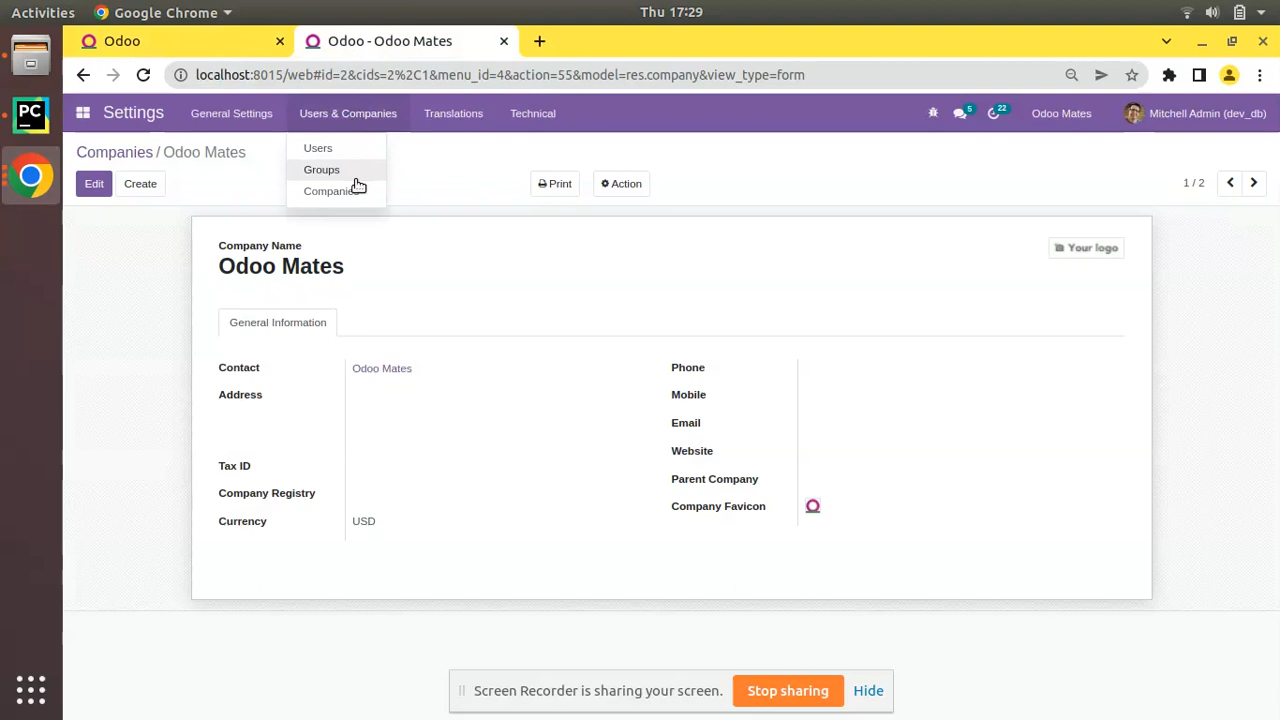 Activities Google Chrome Thu 17:29
Odoo Odoo - Odoo Mates
localhost:8015/web#id=2&cids=2%2C1&menu_id=4&action=55&model=res.company&view_type=form
Settings General Settings Users & Companies Translations Technical 5 22 Odoo Mates Mitchell Admin (dev_db)
Users
Groups
Companies / Odoo Mates
Edit Create Print Action 1 / 2
Company Name
Odoo Mates
Your logo
General Information
Contact Odoo Mates
Address
Tax ID
Company Registry
Currency USD
Phone
Mobile
Email
Website
Parent Company
Company Favicon
Screen Recorder is sharing your screen. Stop sharing Hide
PC